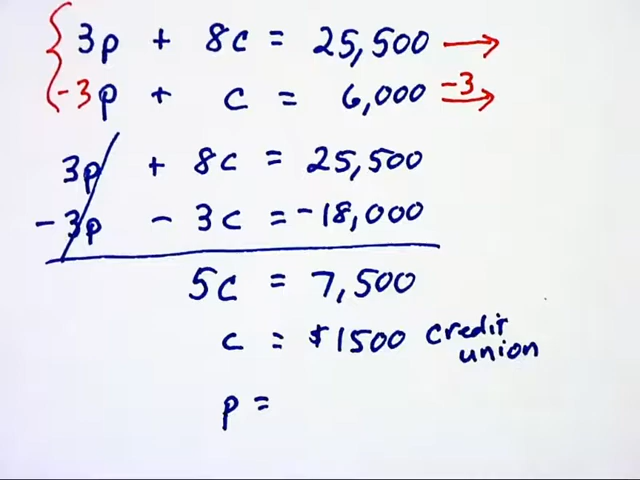 3p + 8c = 25,500 →
-3p + c = 6,000 -3→
3p + 8c = 25,500
-3p - 3c = -18,000
5c = 7,500
c = $1500 credit union
p =